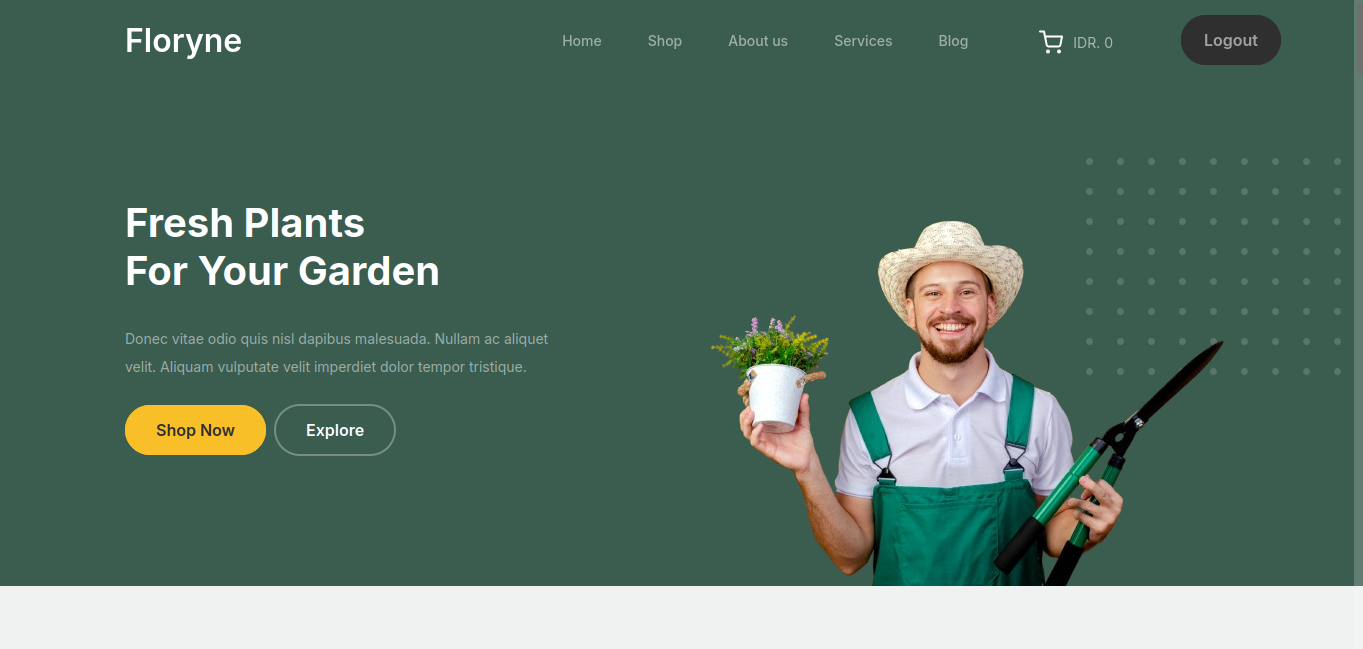 Floryne
Home
Shop
About us
Services
Blog
IDR. 0
Logout
Fresh Plants
For Your Garden
Donec vitae odio quis nisl dapibus malesuada. Nullam ac aliquet
velit. Aliquam vulputate velit imperdiet dolor tempor tristique.
Shop Now
Explore